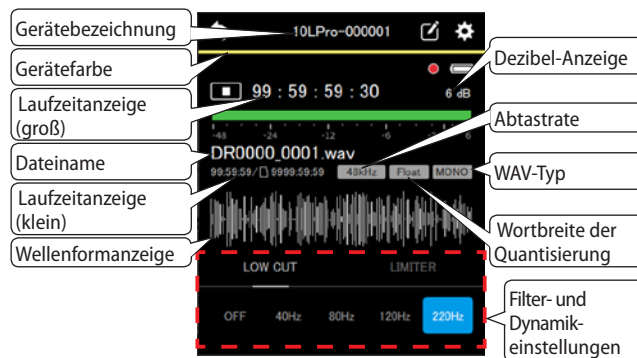 Gerätebezeichnung
10LPro-000001
Gerätefarbe
Dezibel-Anzeige
Laufzeitanzeige
(groß)
99 : 59 : 59 : 30
6 dB
-48 -24 -12 -6 6
Abtastrate
Dateiname
DR0000_0001.wav
99:59:59/ 9999:59:59 48kHz Float MONO
WAV-Typ
Laufzeitanzeige
(klein)
Wellenformanzeige
Wortbreite der
Quantisierung
LOW CUT LIMITER
OFF 40Hz 80Hz 120Hz 220Hz
Filter- und
Dynamik-
einstellungen